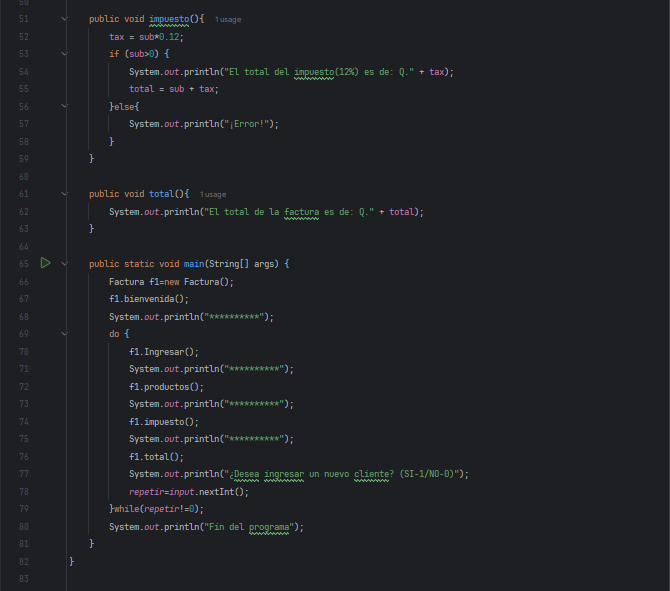 50
51 public void impuesto(){ 1 usage
52 tax = sub*0.12;
53 if (sub>0) {
54 System.out.println("El total del impuesto(12%) es de: Q." + tax);
55 total = sub + tax;
56 }else{
57 System.out.println("¡Error!");
58 }
59 }
60
61 public void total(){ 1 usage
62 System.out.println("El total de la factura es de: Q." + total);
63 }
64
65 public static void main(String[] args) {
66 Factura f1=new Factura();
67 f1.bienvenida();
68 System.out.println("**********");
69 do {
70 f1.Ingresar();
71 System.out.println("**********");
72 f1.productos();
73 System.out.println("**********");
74 f1.impuesto();
75 System.out.println("**********");
76 f1.total();
77 System.out.println("¿Desea ingresar un nuevo cliente? (SI-1/NO-0)");
78 repetir=input.nextInt();
79 }while(repetir!=0);
80 System.out.println("Fin del programa");
81 }
82 }
83